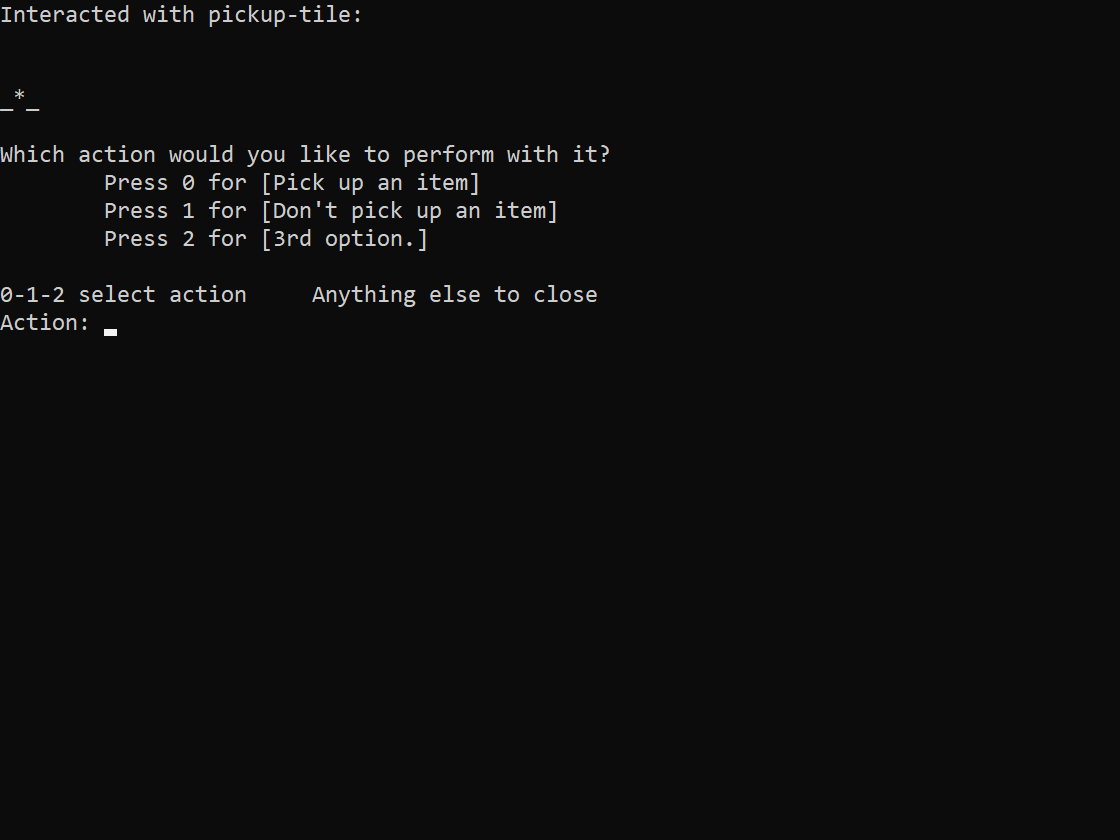 Interacted with pickup-tile:
_*_
Which action would you like to perform with it?
Press 0 for [Pick up an item]
Press 1 for [Don't pick up an item]
Press 2 for [3rd option.]
0-1-2 select action     Anything else to close
Action: